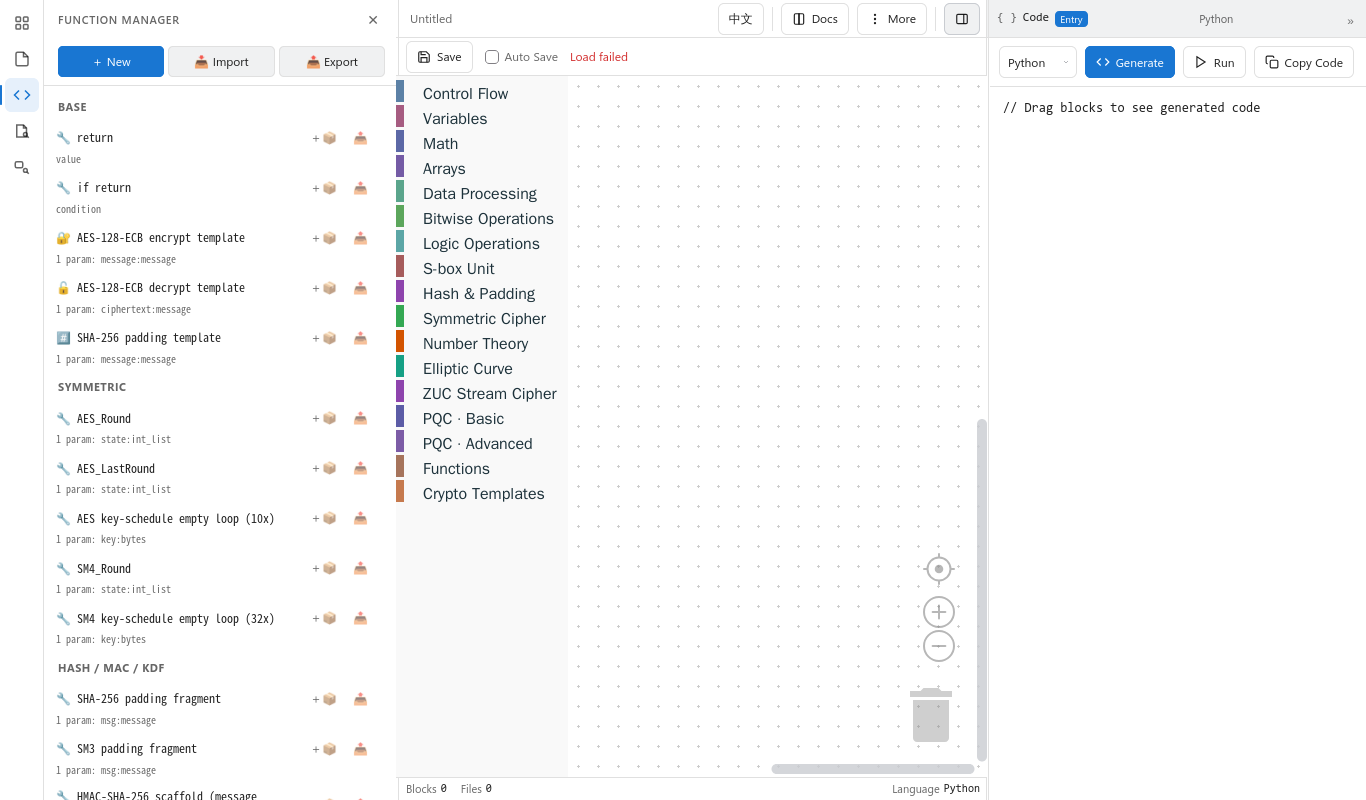 FUNCTION MANAGER
+ New
Import
Export
BASE
return
value
if return
condition
AES-128-ECB encrypt template
1 param: message:message
AES-128-ECB decrypt template
1 param: ciphertext:message
SHA-256 padding template
1 param: message:message
SYMMETRIC
AES_Round
1 param: state:int_list
AES_LastRound
1 param: state:int_list
AES key-schedule empty loop (10x)
1 param: key:bytes
SM4_Round
1 param: state:int_list
SM4 key-schedule empty loop (32x)
1 param: key:bytes
HASH / MAC / KDF
SHA-256 padding fragment
1 param: msg:message
SM3 padding fragment
1 param: msg:message
HMAC-SHA-256 scaffold (message
Untitled
中文
Docs
More
Save
Auto Save
Load failed
Control Flow
Variables
Math
Arrays
Data Processing
Bitwise Operations
Logic Operations
S-box Unit
Hash & Padding
Symmetric Cipher
Number Theory
Elliptic Curve
ZUC Stream Cipher
PQC · Basic
PQC · Advanced
Functions
Crypto Templates
Blocks 0 Files 0
Language Python
{ } Code Entry
Python
»
Python
Generate
Run
Copy Code
// Drag blocks to see generated code